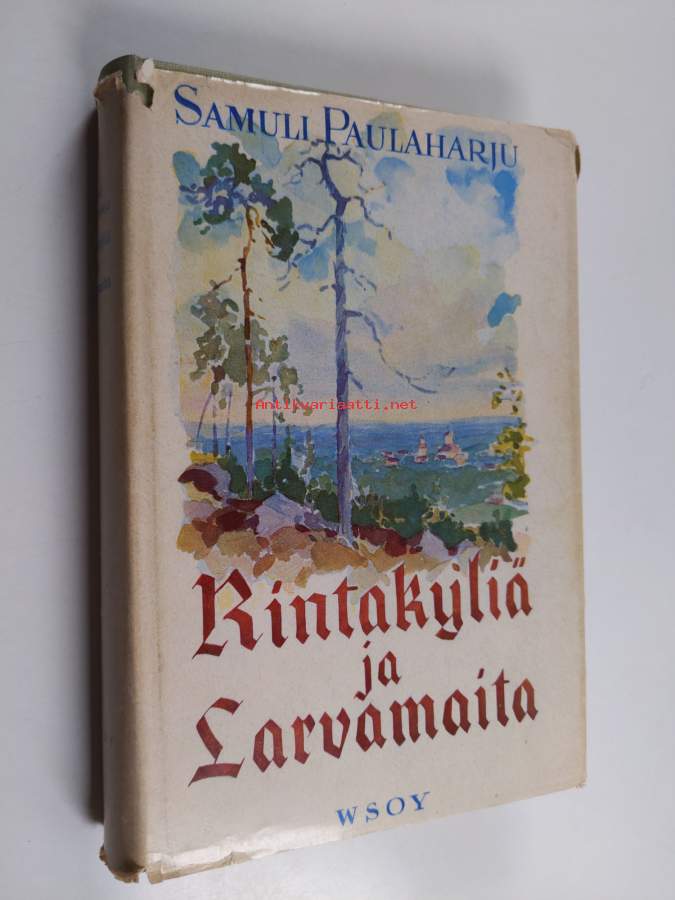 SAMULI PAULAHARJU
Antikvariaatti.net
Rintakyliä
ja
Larvamaita
WSOY